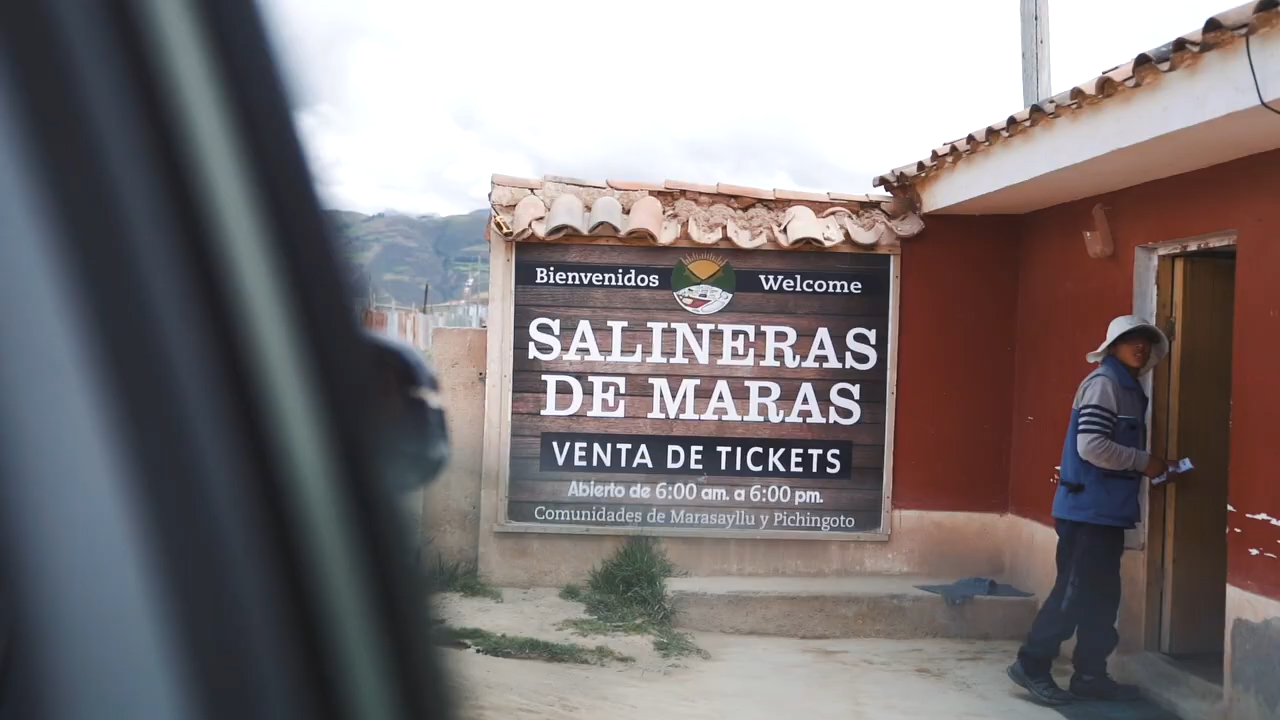 Bienvenidos Welcome
SALINERAS
DE MARAS
VENTA DE TICKETS
Abierto de 6:00 am. a 6:00 pm.
Comunidades de Marasayllu y Pichingoto